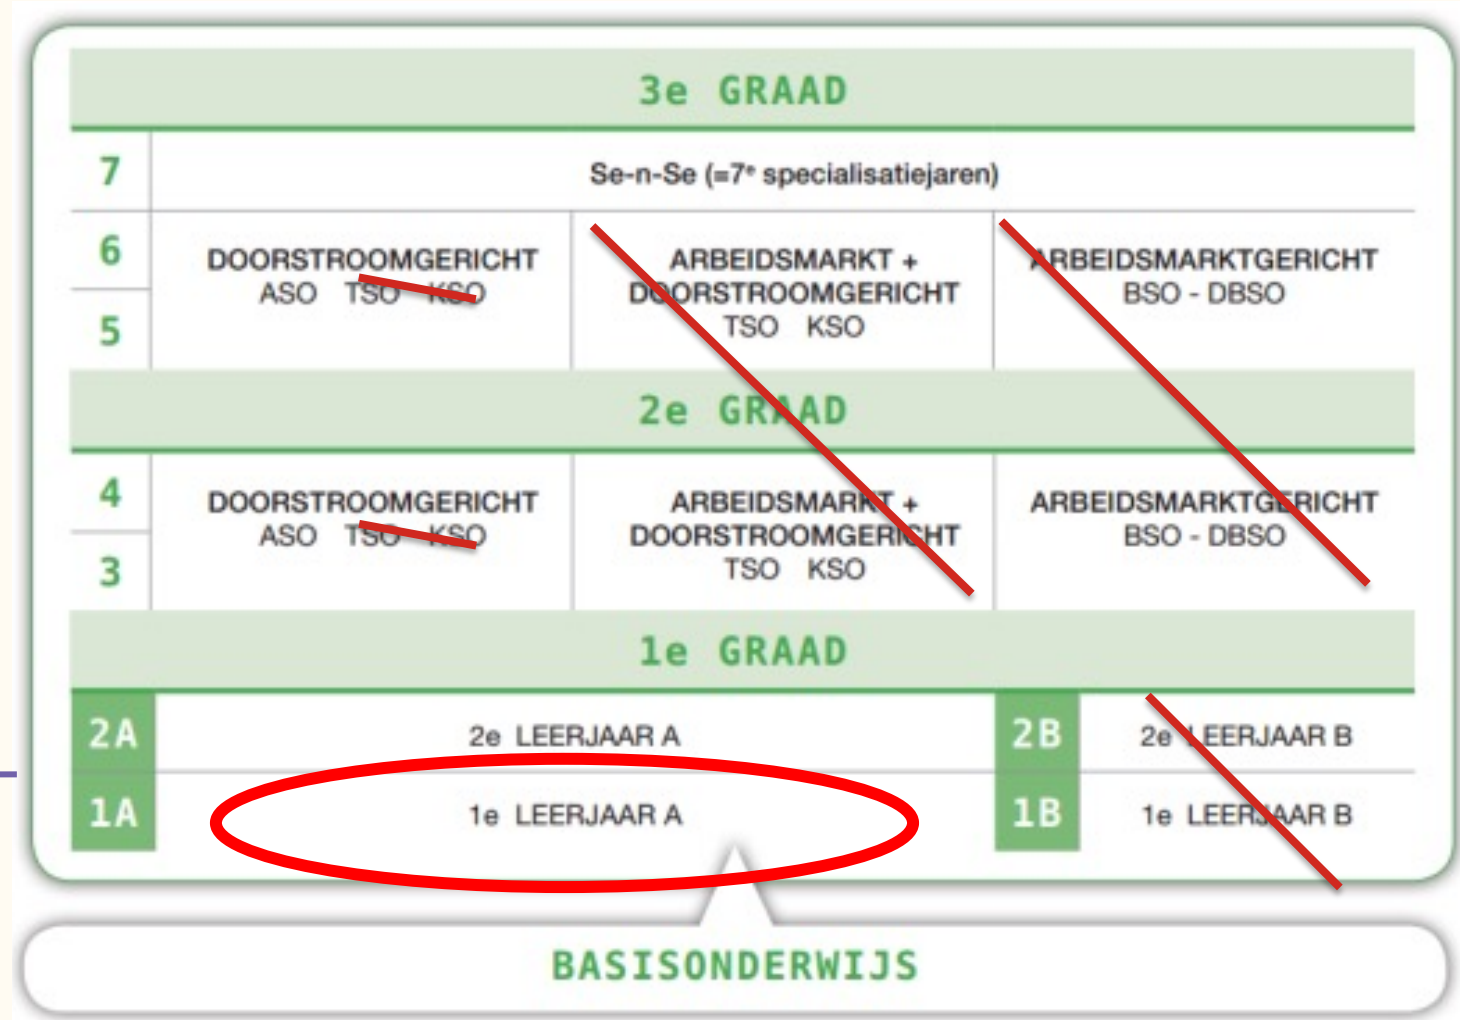 3e GRAAD
7
Se-n-Se (=7e specialisatiejaren)
6
5
DOORSTROOMGERICHT
ASO TSO KSO
ARBEIDSMARKT +
DOORSTROOMGERICHT
TSO KSO
ARBEIDSMARKTGERICHT
BSO - DBSO
2e GRAAD
4
3
DOORSTROOMGERICHT
ASO TSO KSO
ARBEIDSMARKT +
DOORSTROOMGERICHT
TSO KSO
ARBEIDSMARKTGERICHT
BSO - DBSO
1e GRAAD
2A
2e LEERJAAR A
2B
2e LEERJAAR B
1A
1e LEERJAAR A
1B
1e LEERJAAR B
BASISONDERWIJS